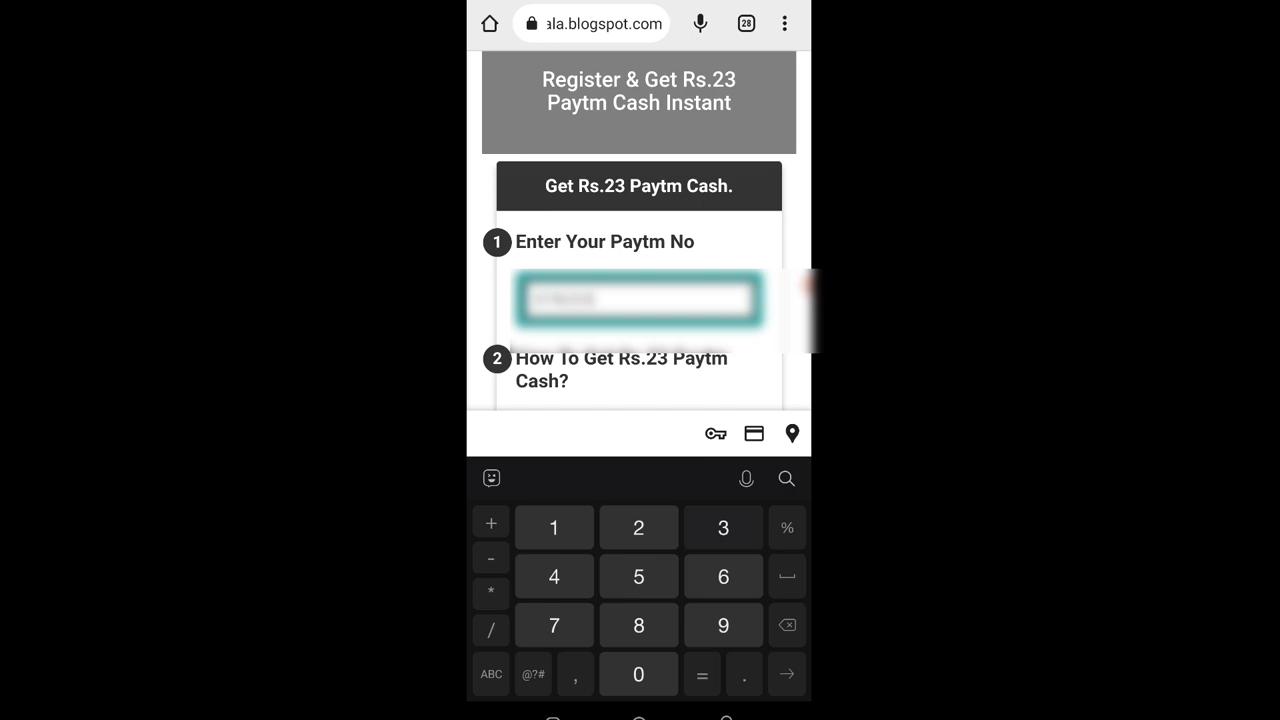 ala.blogspot.com
28
Register & Get Rs.23
Paytm Cash Instant
Get Rs.23 Paytm Cash.
1 Enter Your Paytm No
2 How To Get Rs.23 Paytm
Cash?
+ 1 2 3 %
- 4 5 6
* 7 8 9
/
ABC @?# , 0 = .